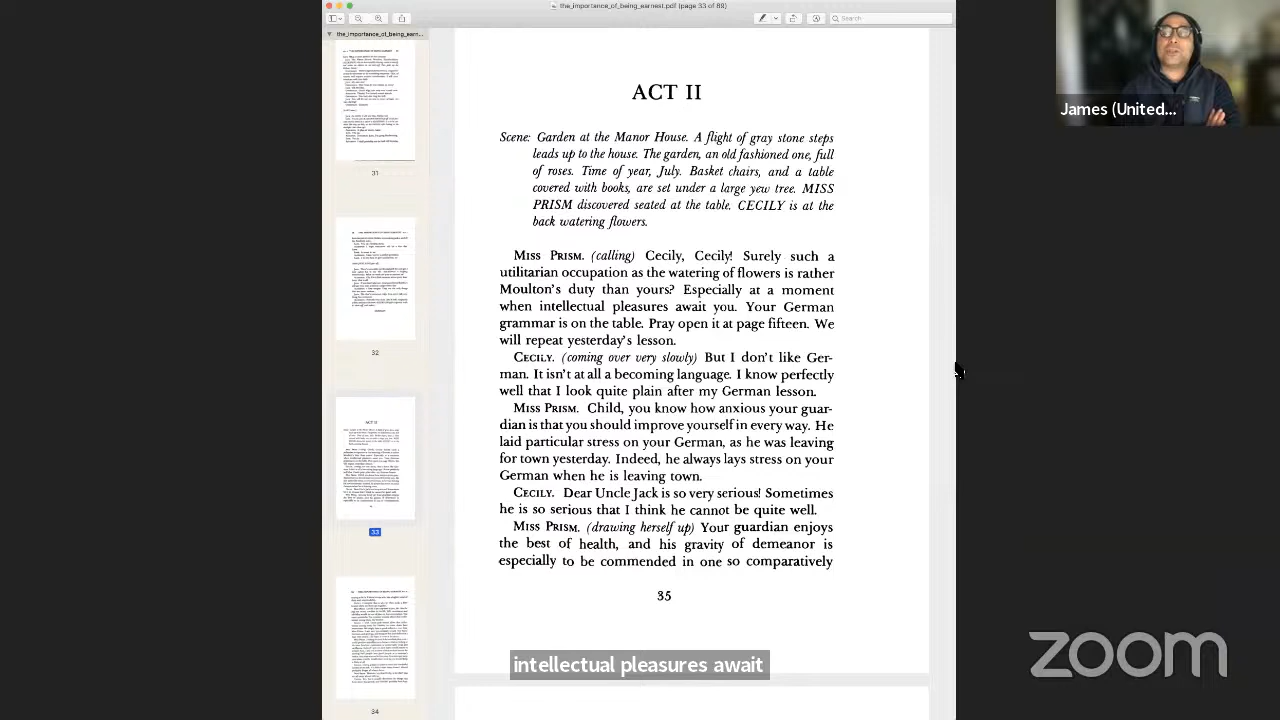 the_importance_of_being_earnest.pdf (page 33 of 88)
Search
the_importance_of_being_earn...
31
32
33
34
ACT II
Scene. Garden at the Manor House. A flight of gray stone steps
leads up to the house. The garden, an old fashioned one, full
of roses. Time of year, July. Basket chairs, and a table
covered with books, are set under a large yew tree. MISS
PRISM discovered seated at the table. CECILY is at the
back watering flowers.
MISS PRISM. (calling) Cecily, Cecily! Surely such a
utilitarian occupation as the watering of flowers is rather
Moulton's duty than yours? Especially at a moment
when intellectual pleasures await you. Your German
grammar is on the table. Pray open it at page fifteen. We
will repeat yesterday's lesson.
CECILY. (coming over very slowly) But I don't like Ger-
man. It isn't at all a becoming language. I know perfectly
well that I look quite plain after my German lesson.
MISS PRISM. Child, you know how anxious your guar-
dian is that you should improve yourself in every way. He
laid particular stress on your German, as he was leaving
for town yesterday. Indeed, he always lays stress on your
German when he is leaving town.
CECILY. Dear Uncle Jack is so very serious! Sometimes
he is so serious that I think he cannot be quite well.
MISS PRISM. (drawing herself up) Your guardian enjoys
the best of health, and his gravity of demeanor is
especially to be commended in one so comparatively
35
intellectual pleasures await
James (United...
zoom